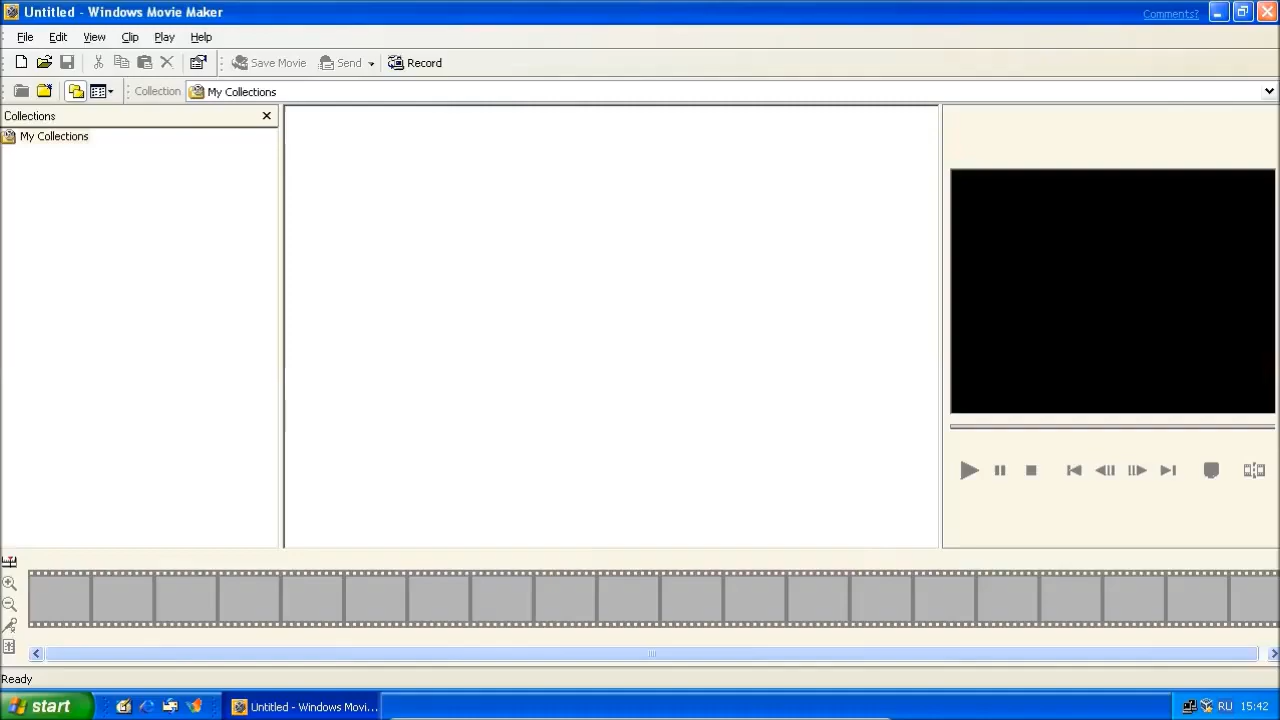 Untitled - Windows Movie Maker
Comments?
File Edit View Clip Play Help
Save Movie Send Record
Collection My Collections
Collections
My Collections
Ready
start Untitled - Windows Movi... RU 15:42